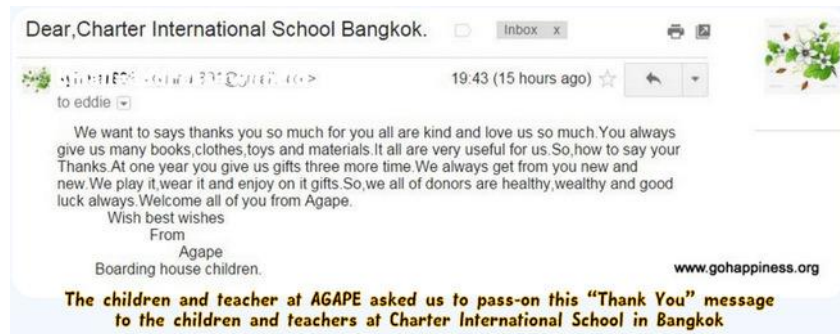 Dear,Charter International School Bangkok.
Inbox x
19:43 (15 hours ago)
to eddie
We want to says thanks you so much for you all are kind and love us so much.You always
give us many books,clothes,toys and materials.It all are very useful for us.So,how to say your
Thanks.At one year you give us gifts three more time.We always get from you new and
new.We play it,wear it and enjoy on it gifts.So,we all of donors are healthy,wealthy and good
luck always.Welcome all of you from Agape.
Wish best wishes
From
Agape
Boarding house children.
www.gohappiness.org
The children and teacher at AGAPE asked us to pass-on this “Thank You” message
to the children and teachers at Charter International School in Bangkok